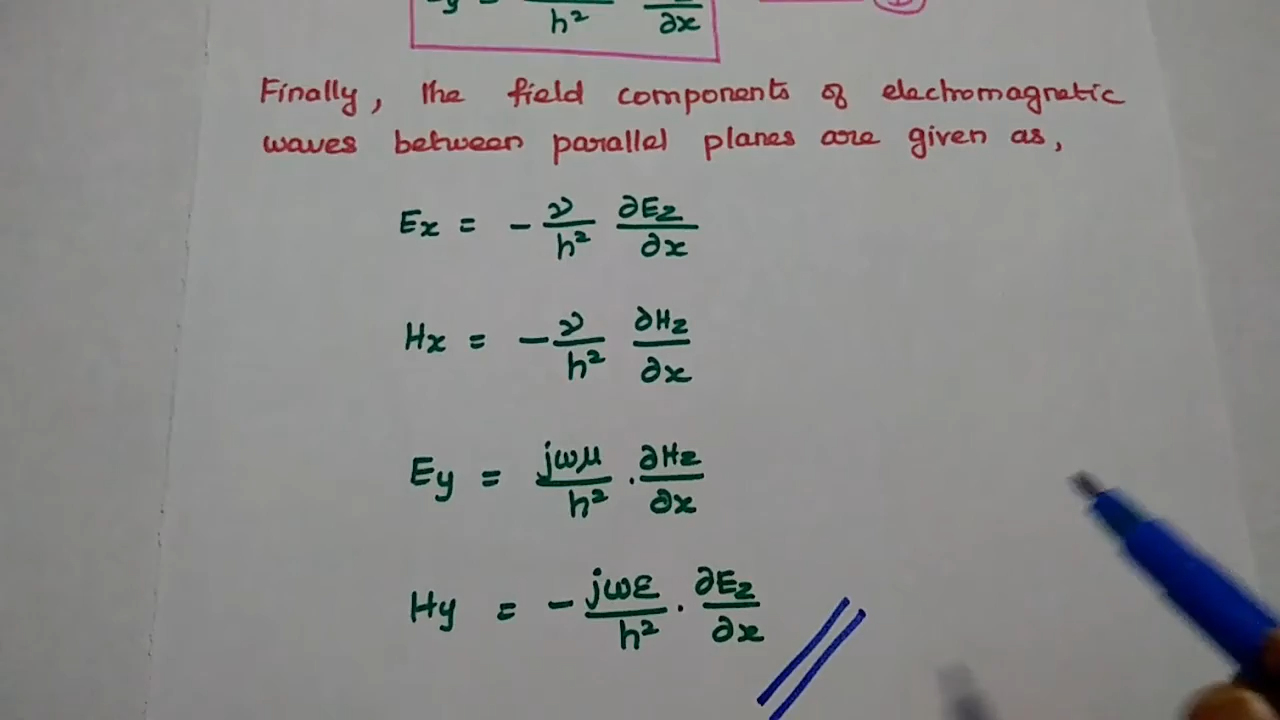 h² ∂x
Finally, the field components of electromagnetic
waves between parallel planes are given as,
Ex = - ν/h² ∂Ez/∂x
Hx = - ν/h² ∂Hz/∂x
Ey = jωμ/h² · ∂Hz/∂x
Hy = - jωε/h² · ∂Ez/∂x